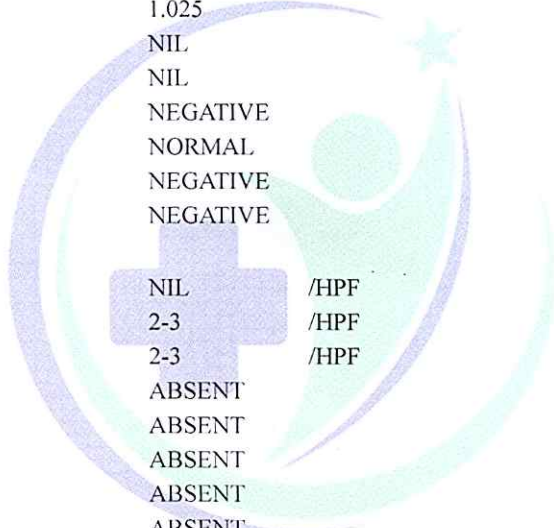 1.025
NIL
NIL
NEGATIVE
NORMAL
NEGATIVE
NEGATIVE
NIL /HPF
2-3 /HPF
2-3 /HPF
ABSENT
ABSENT
ABSENT
ABSENT
ABSENT